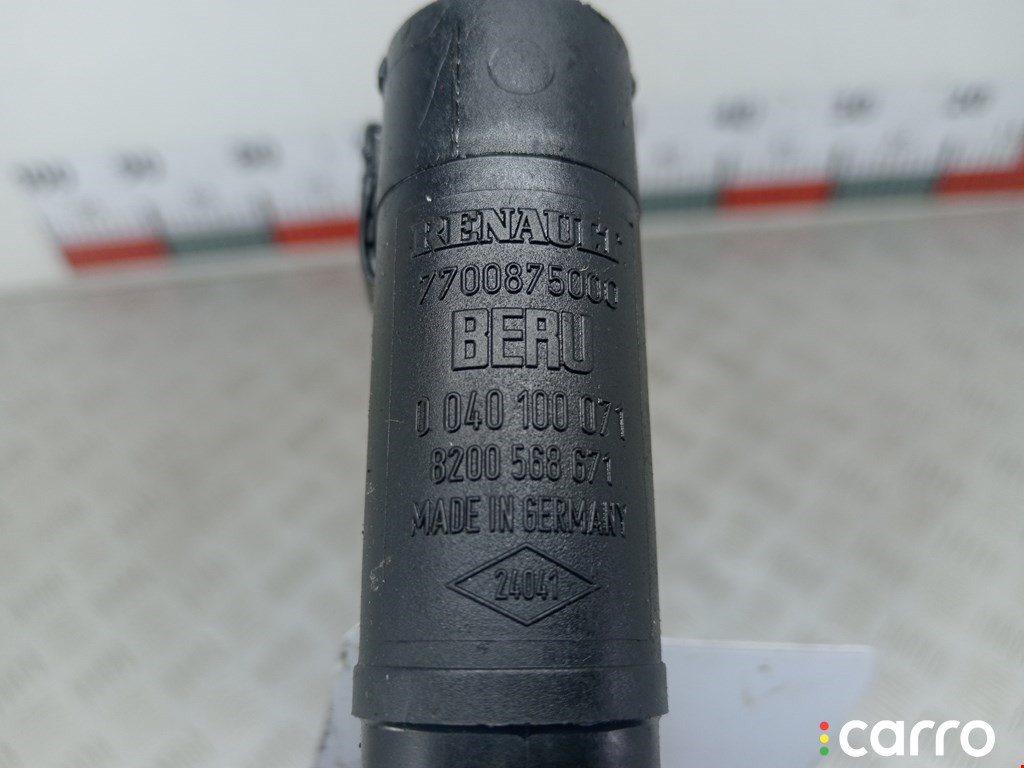 RENAULT
7700875000
BERU
0 040 100 071
8200 568 671
MADE IN GERMANY
24041
carro